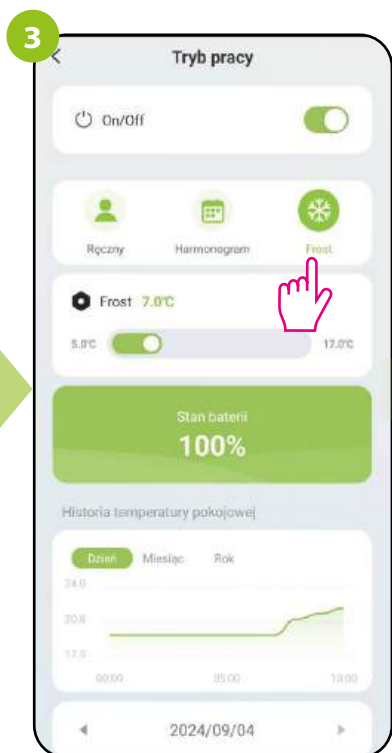 3
Tryb pracy
On/Off
Ręczny Harmonogram Frost
Frost 7.0°C
5.0°C 17.0°C
Stan baterii
100%
Historia temperatury pokojowej
Dzień Miesiąc Rok
24.0
20.8
17.5
00:00 05:00 10:00
2024/09/04